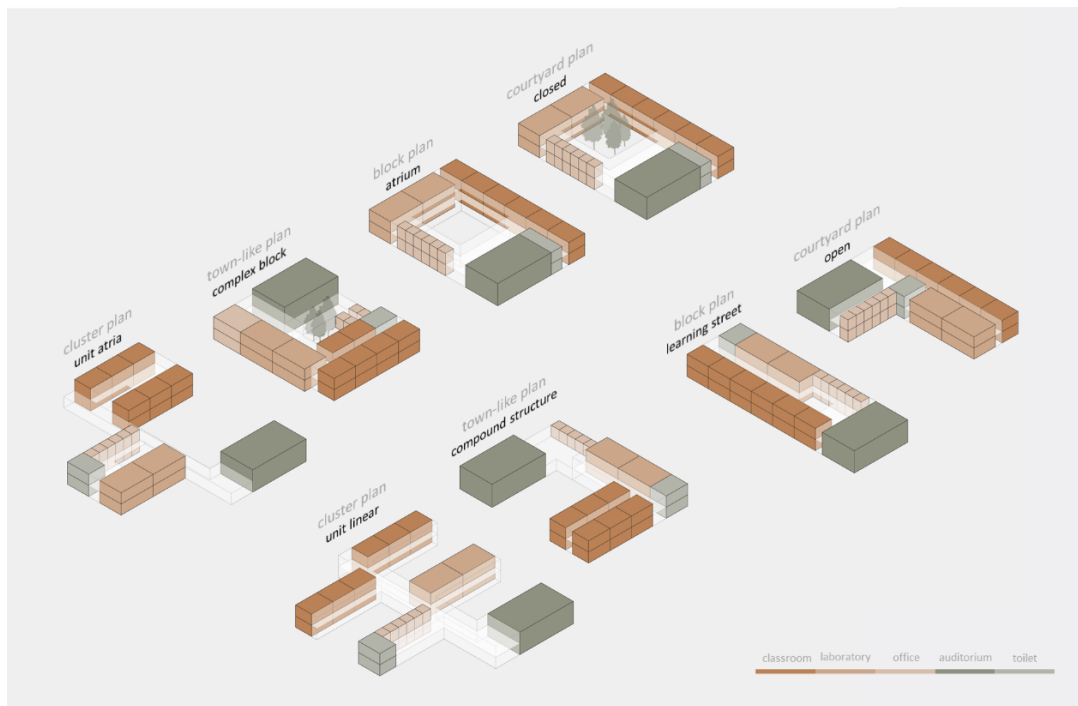 courtyard plan
closed
block plan
atrium
town-like plan
complex block
courtyard plan
open
cluster plan
unit atria
block plan
learning street
town-like plan
compound structure
cluster plan
unit linear
classroom laboratory office auditorium toilet